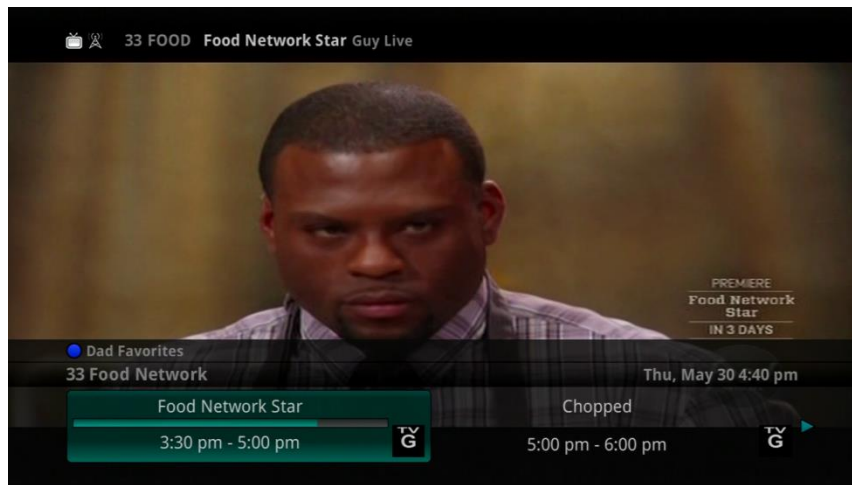 33 FOOD Food Network Star Guy Live
PREMIERE
Food Network
Star
IN 3 DAYS
Dad Favorites
33 Food Network
Thu, May 30 4:40 pm
Food Network Star
Chopped
3:30 pm - 5:00 pm
TV
G
5:00 pm - 6:00 pm
TV
G